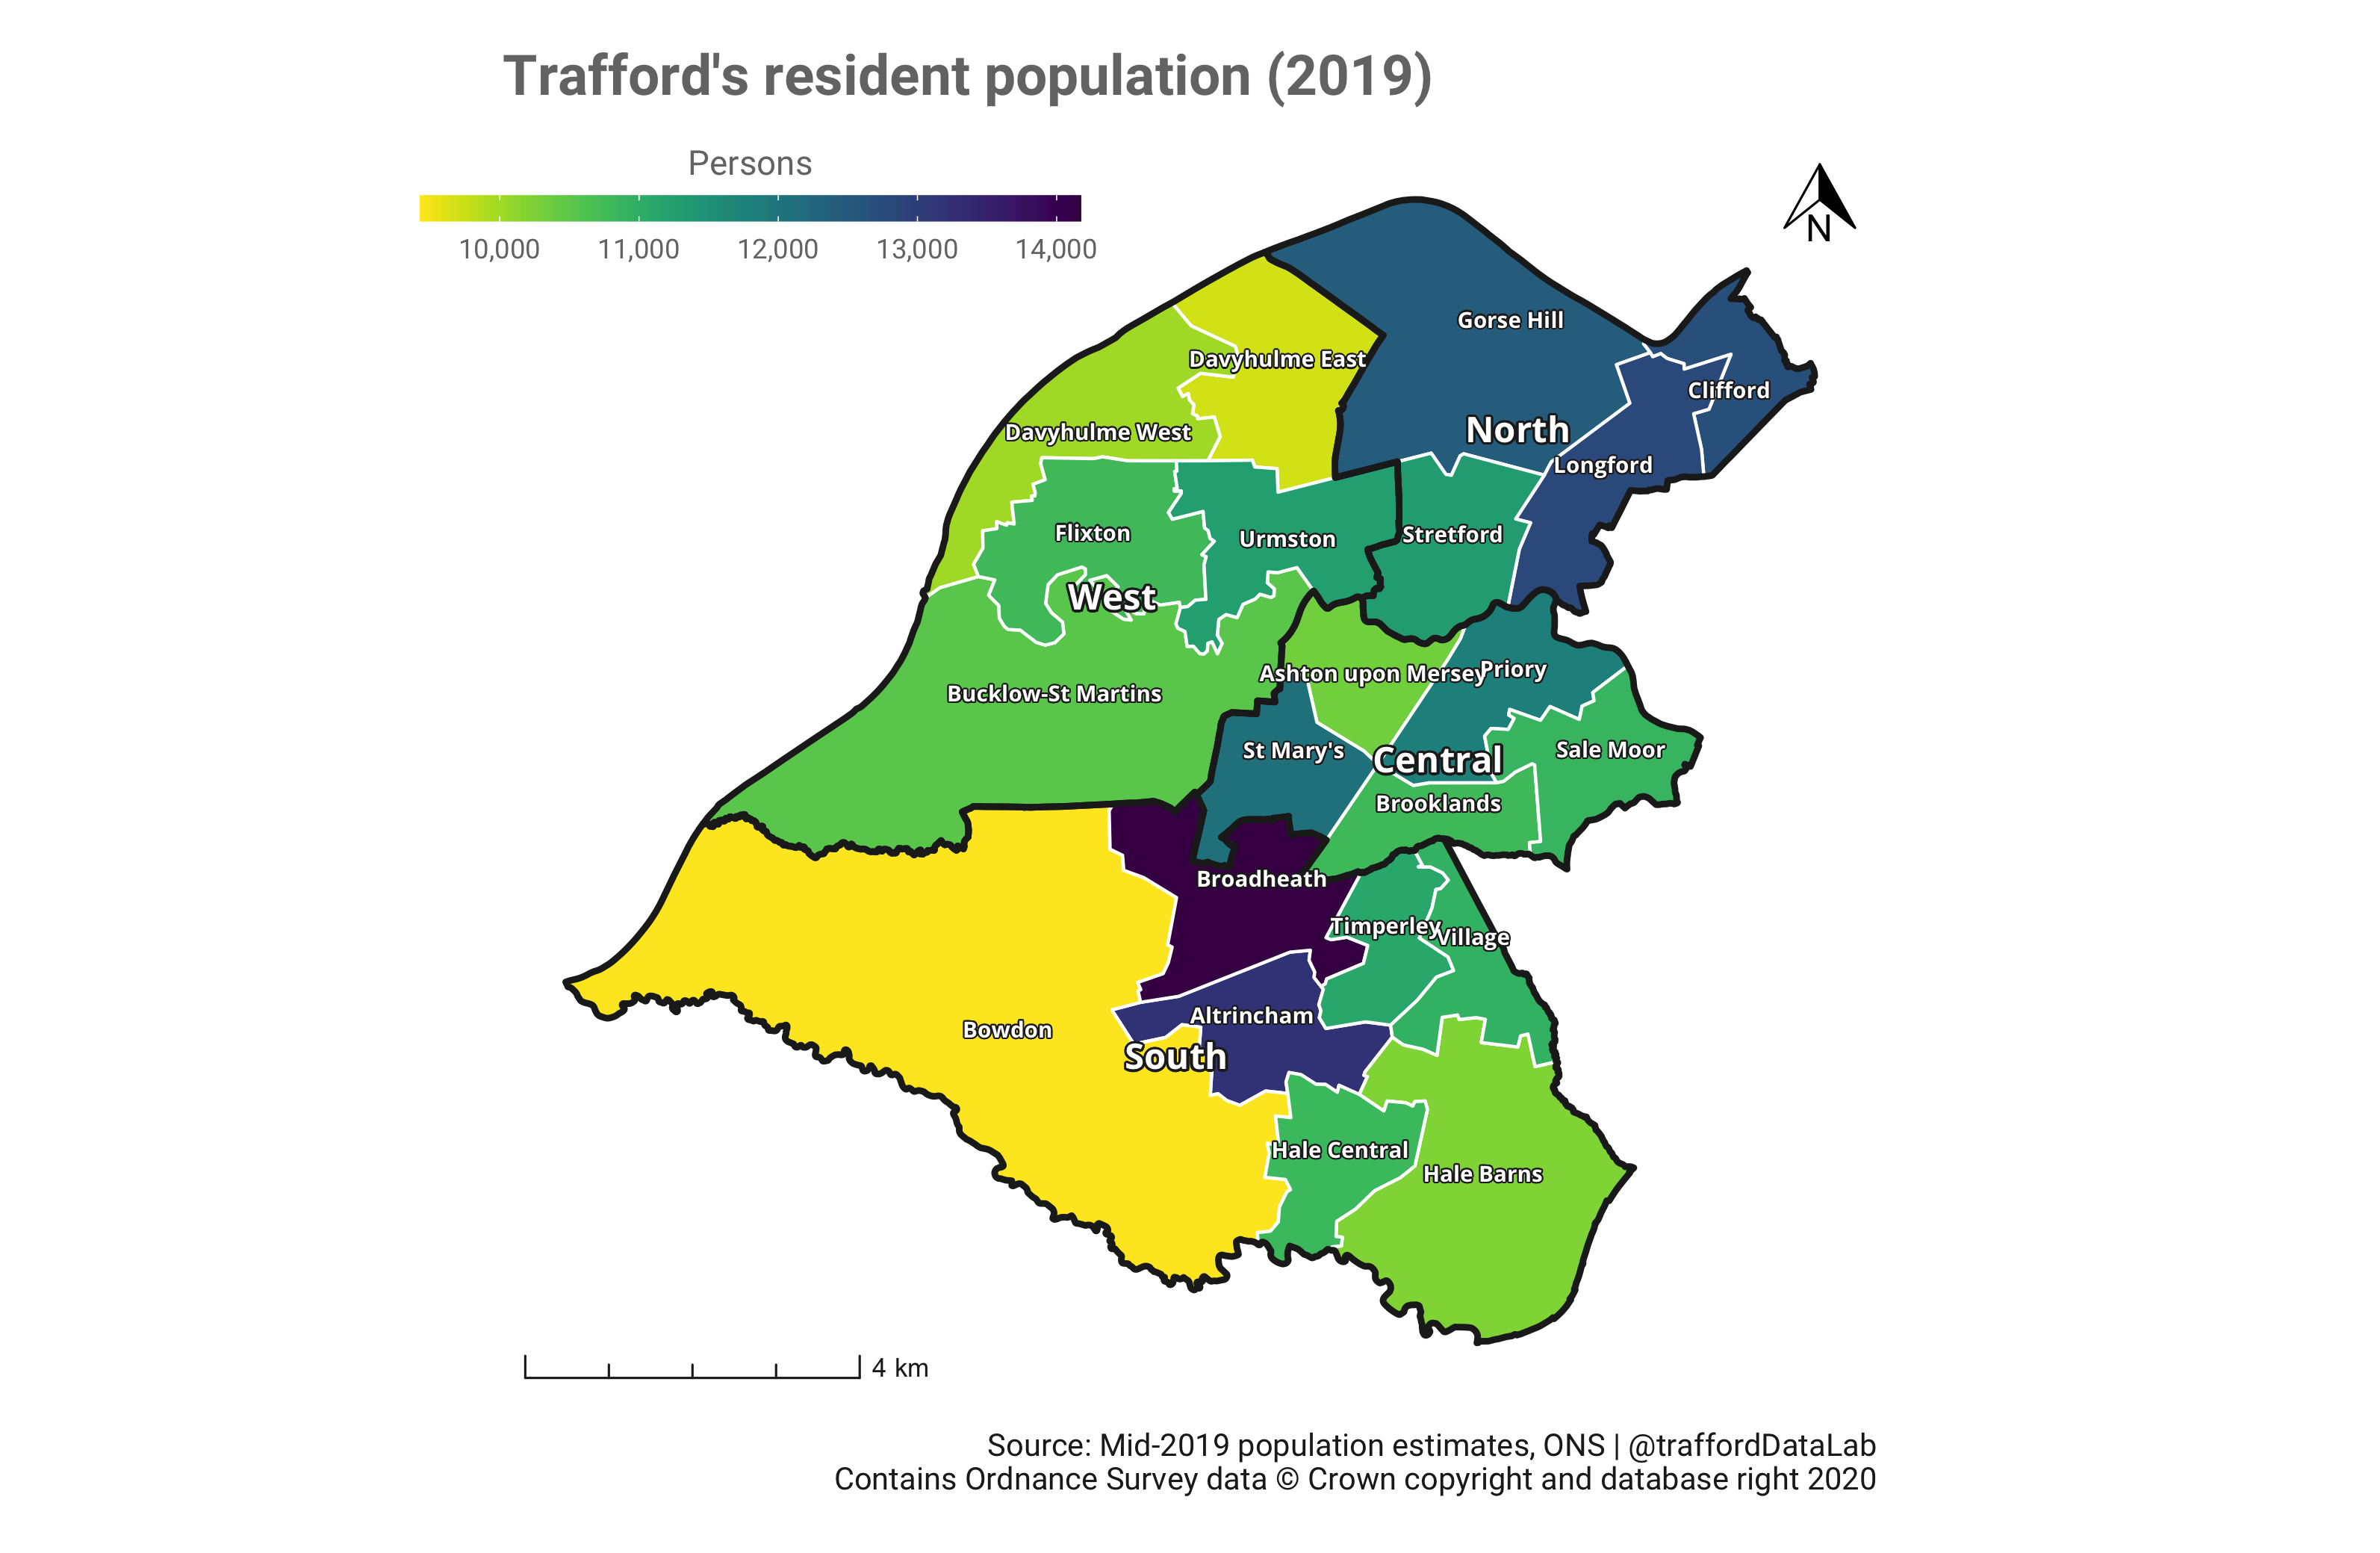 Trafford's resident population (2019)
Persons
10,000 11,000 12,000 13,000 14,000
N
Gorse Hill
Davyhulme East
Clifford
North
Davyhulme West
Longford
Flixton
Urmston
Stretford
West
Ashton upon Mersey
Priory
Bucklow-St Martins
St Mary's
Sale Moor
Central
Brooklands
Broadheath
Timperley
Village
Altrincham
Bowdon
South
Hale Central
Hale Barns
4 km
Source: Mid-2019 population estimates, ONS | @traffordDataLab
Contains Ordnance Survey data © Crown copyright and database right 2020